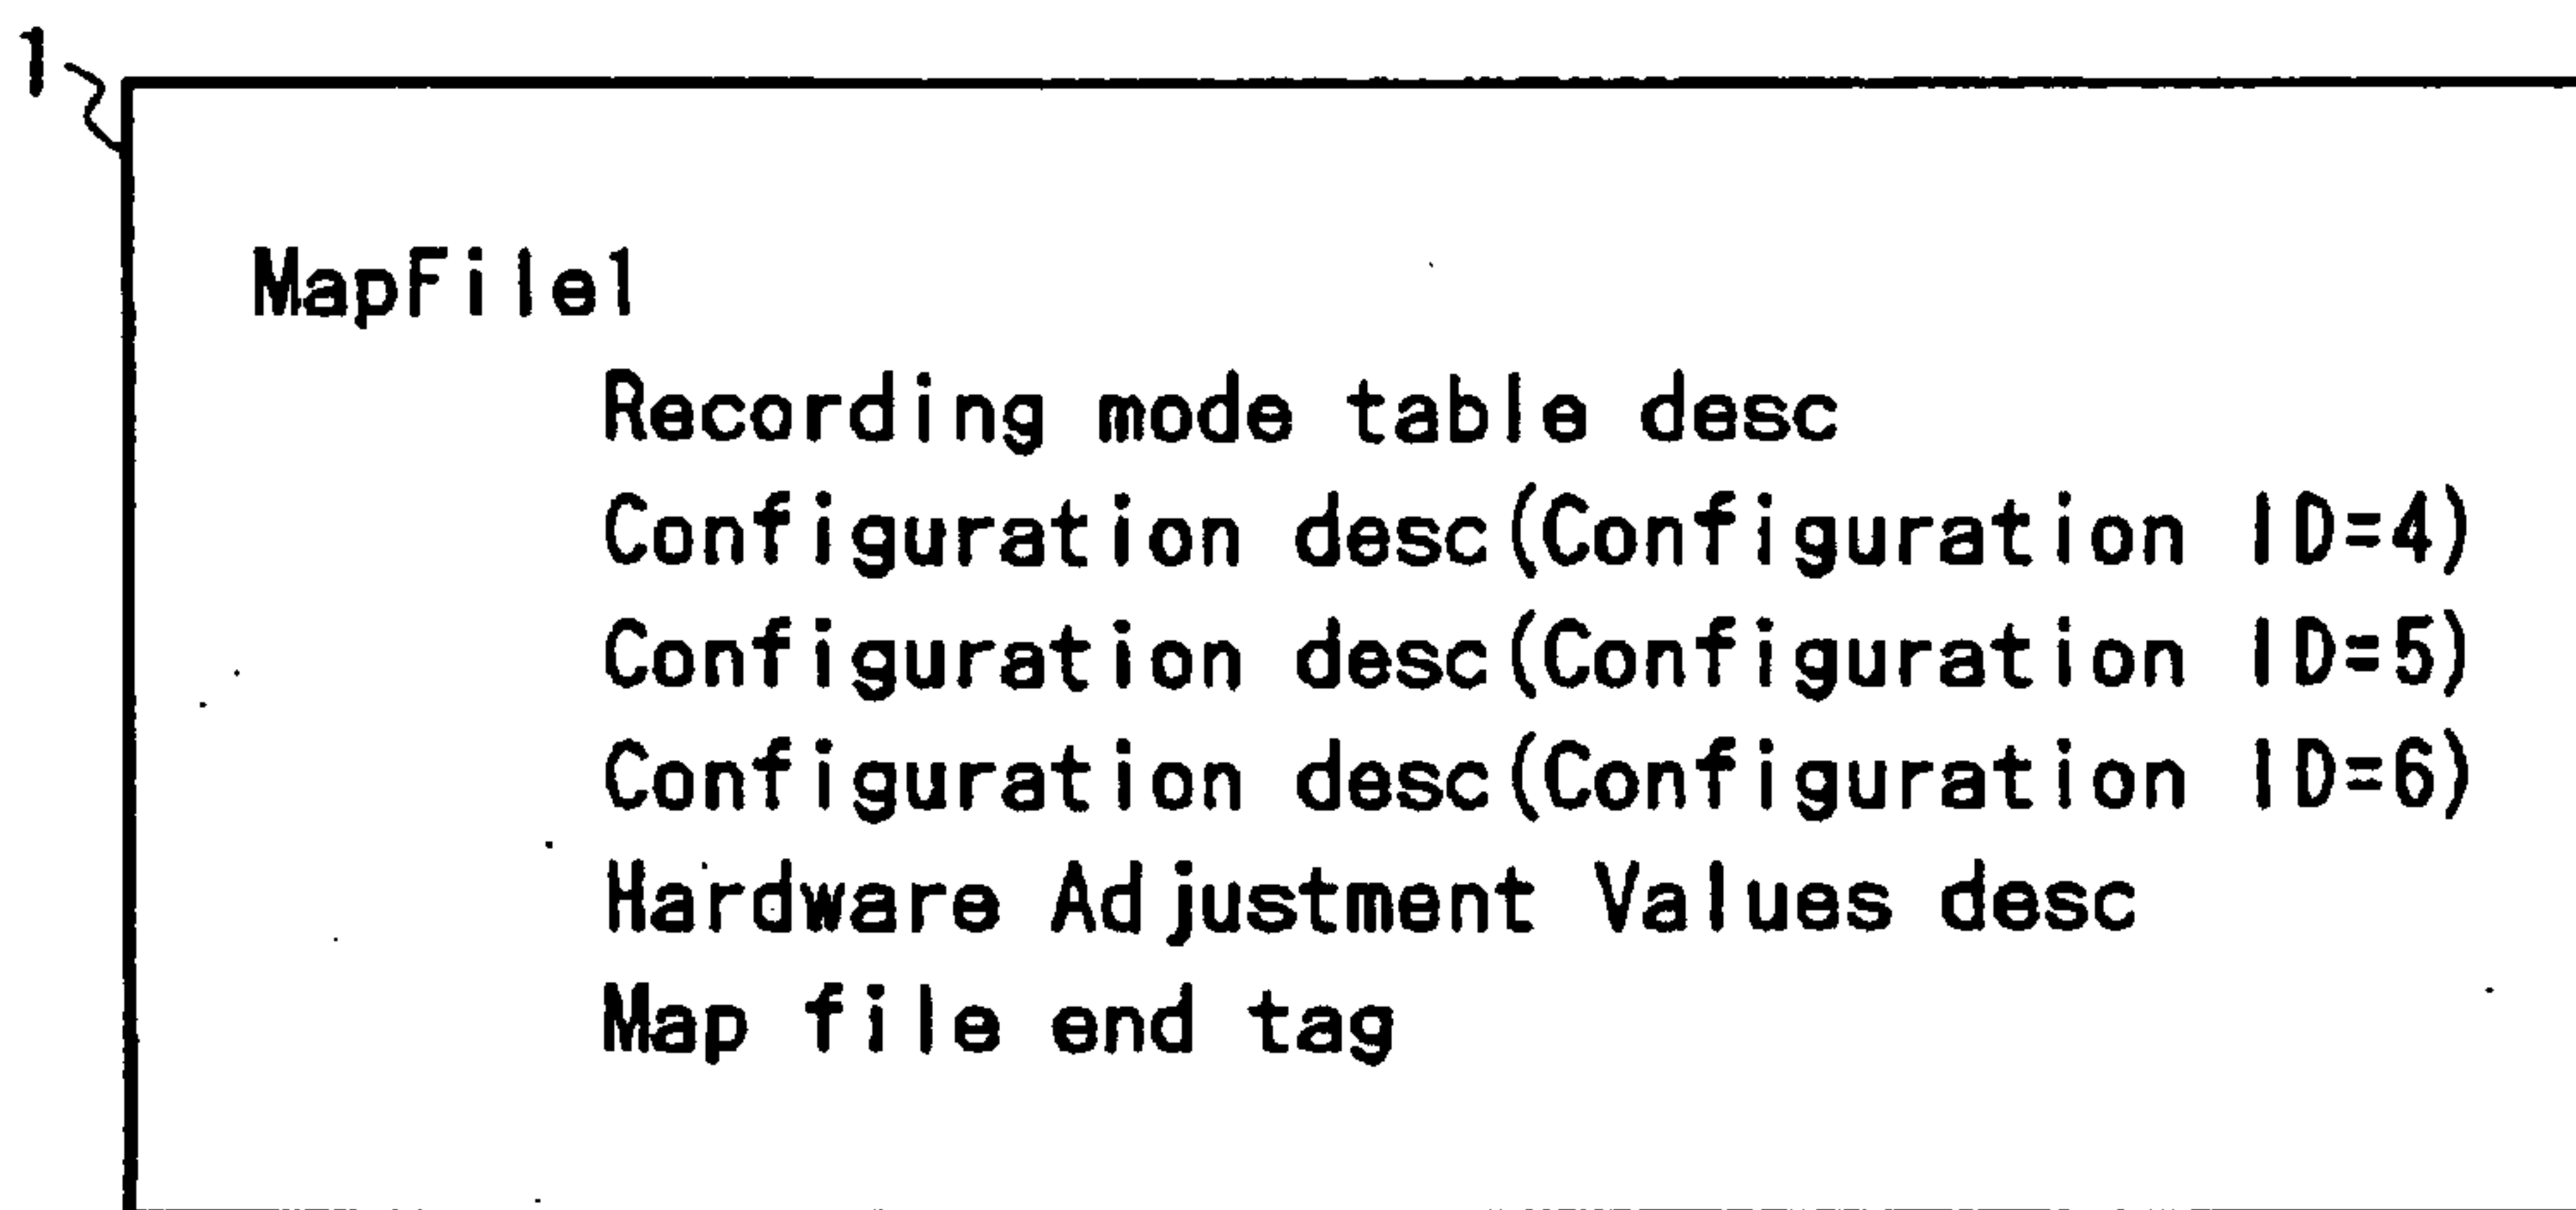 1
MapFile1
Recording mode table desc
Configuration desc(Configuration ID=4)
Configuration desc(Configuration ID=5)
Configuration desc(Configuration ID=6)
Hardware Adjustment Values desc
Map file end tag